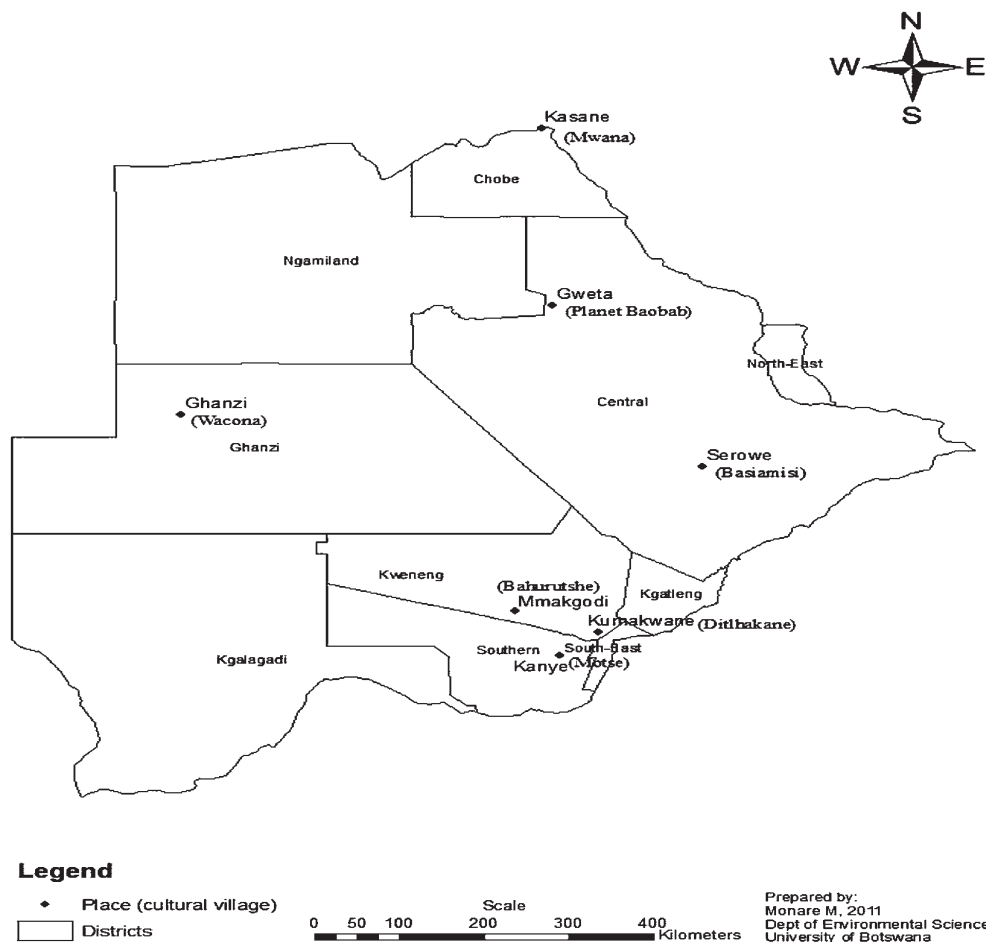 N
W E
S
Kasane
(Mwana)
Chobe
Ngamiland
Gweta
(Planet Baobab)
North-East
Ghanzi
(Wacona)
Central
Ghanzi
Serowe
(Basiamisi)
Kweneng
(Bahurutshe)
Mmakgodi
Kgatleng
Kumakwane (Ditlhakane)
Southern
South-East
Kanye (Motse)
Kgalagadi
Legend
Place (cultural village)
Districts
Scale
0 50 100 200 300 400
Kilometers
Prepared by:
Monare M, 2011
Dept of Environmental Science
University of Botswana